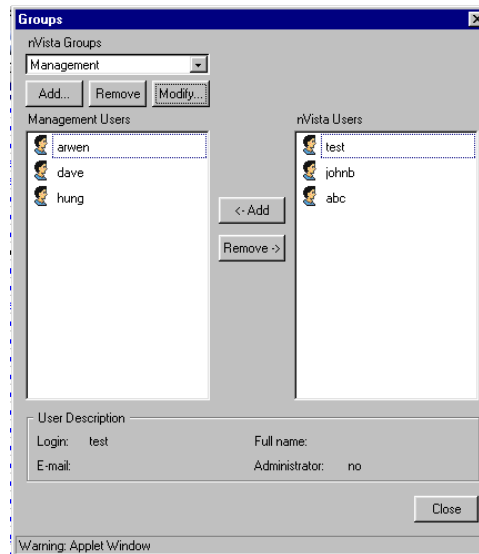 Groups
nVista Groups
Management
Add... Remove Modify...
Management Users nVista Users
arwen test
dave johnb
hung abc
<- Add
Remove ->
User Description
Login: test Full name:
E-mail: Administrator: no
Close
Warning: Applet Window